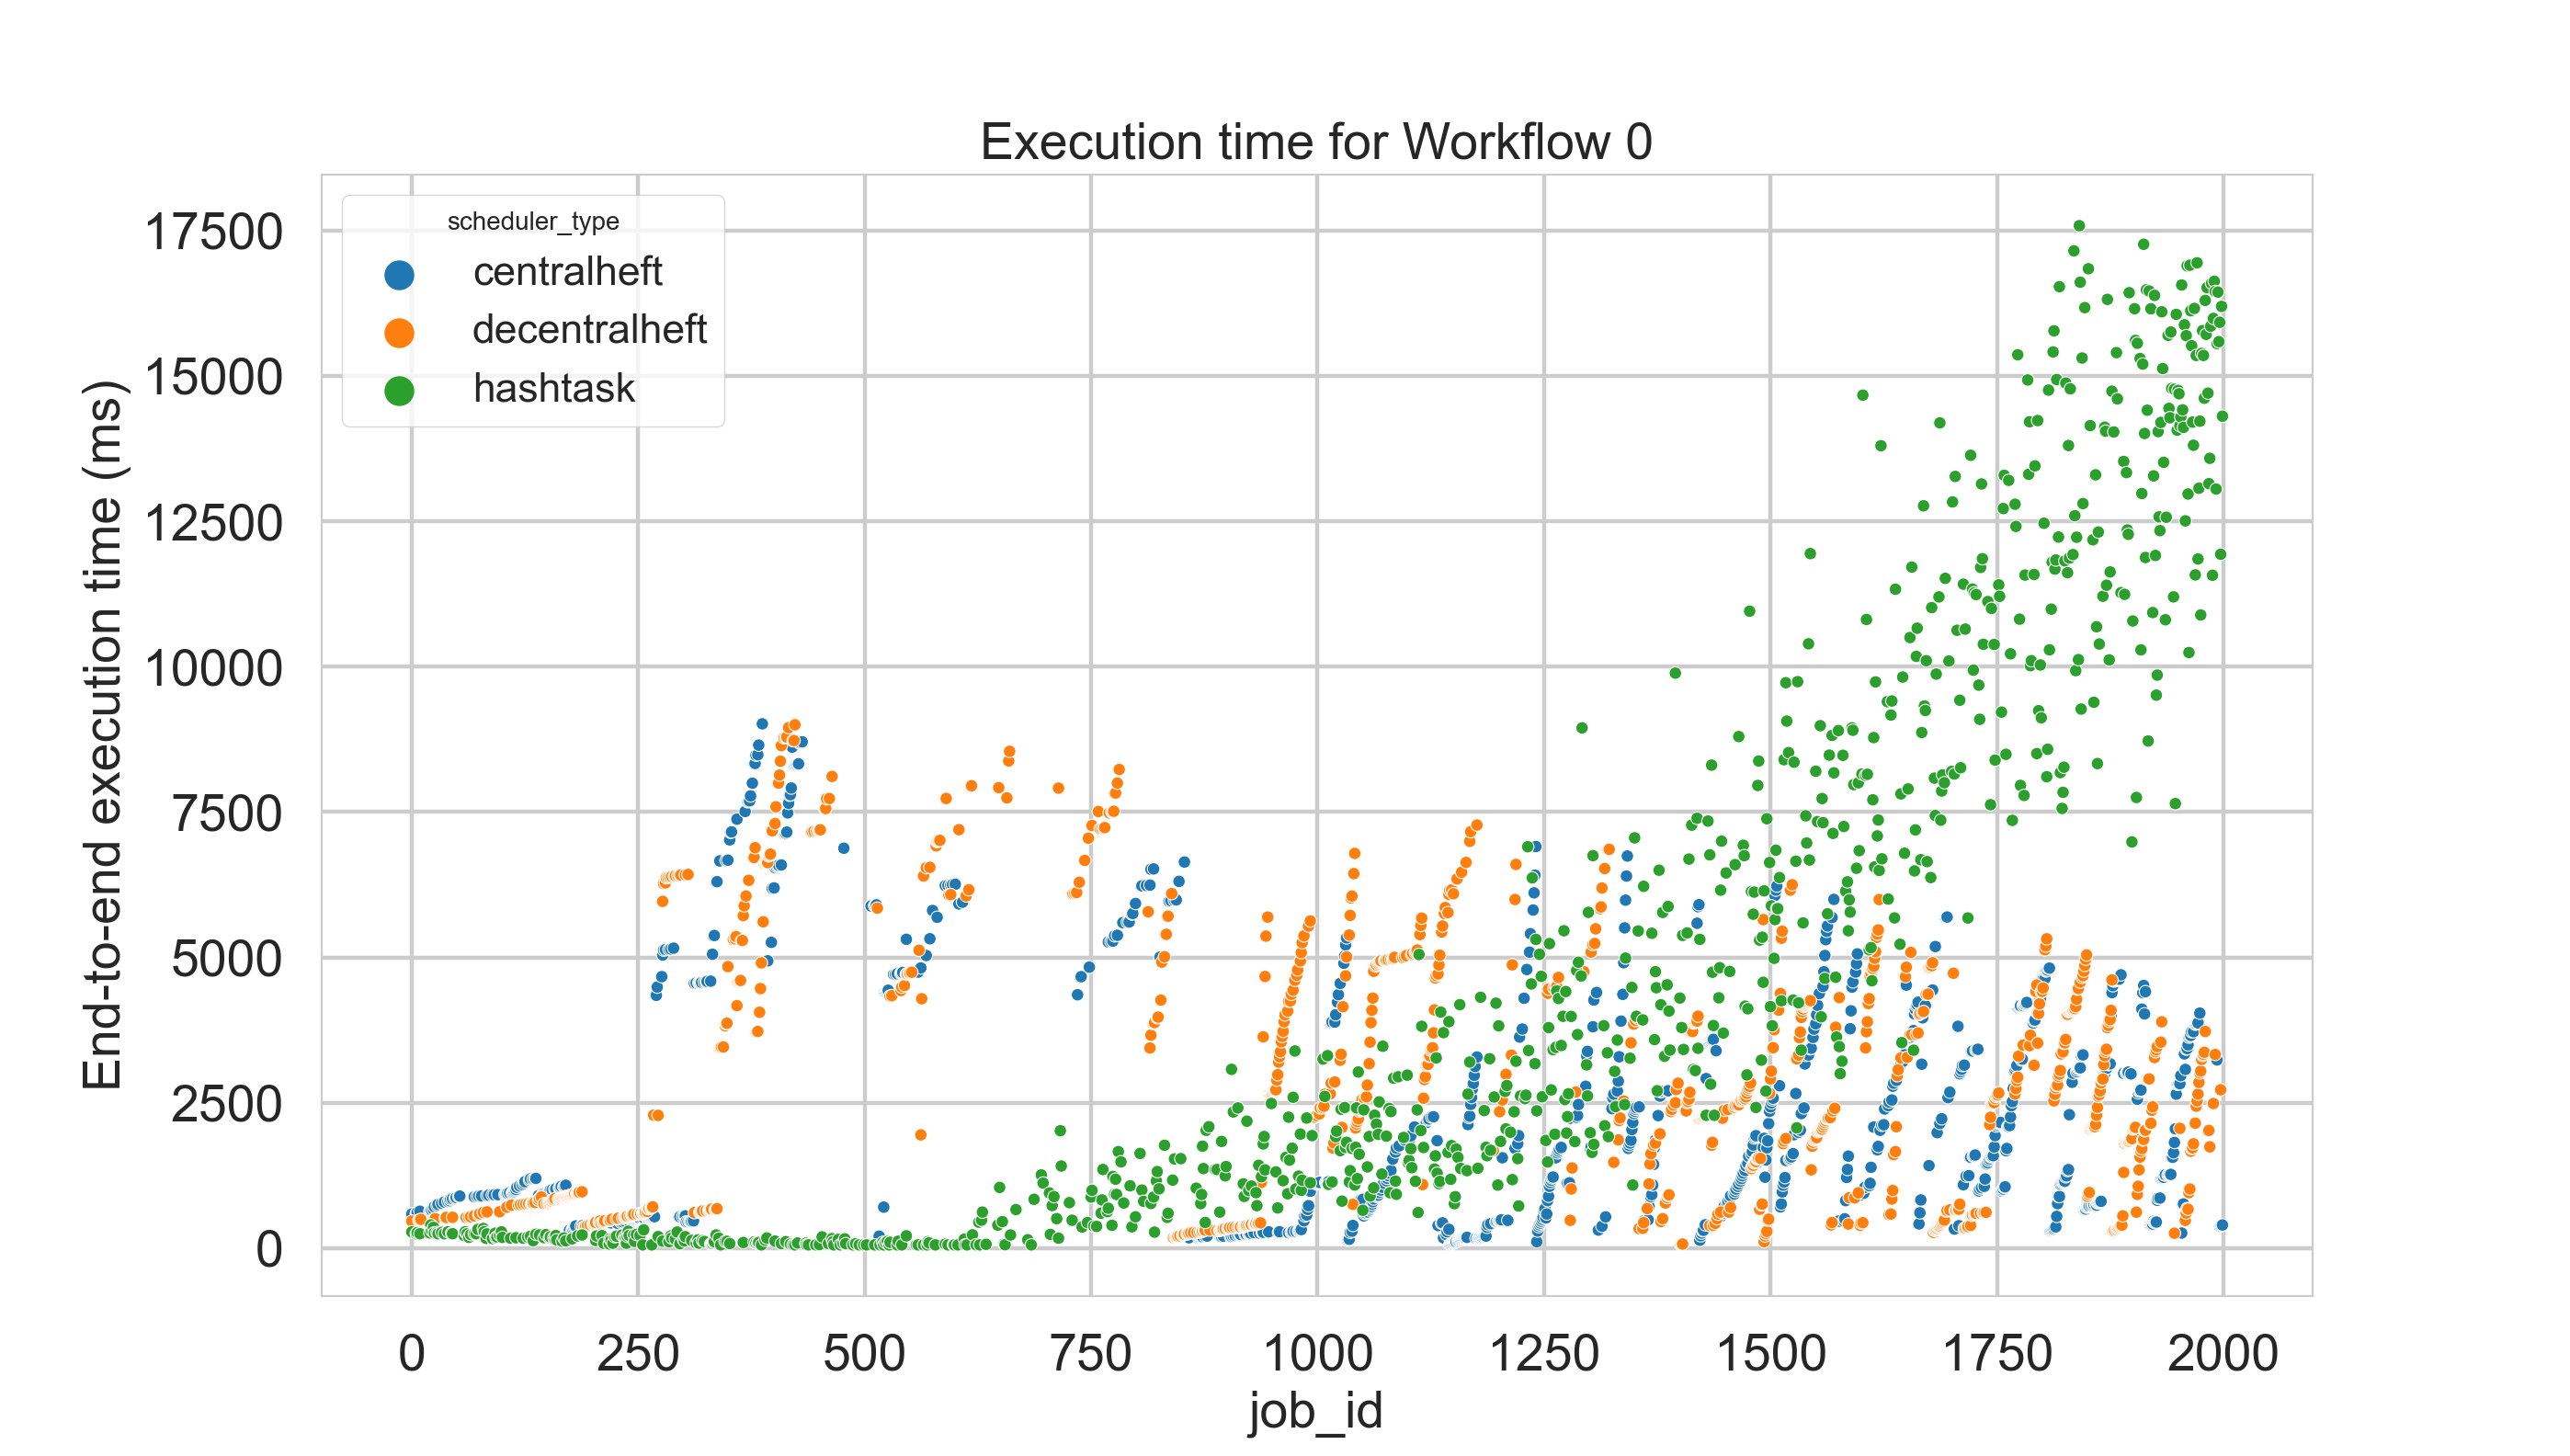 Execution time for Workflow 0
scheduler_type
centralheft
decentralheft
hashtask
End-to-end execution time (ms)
17500
15000
12500
10000
7500
5000
2500
0
0 250 500 750 1000 1250 1500 1750 2000
job_id